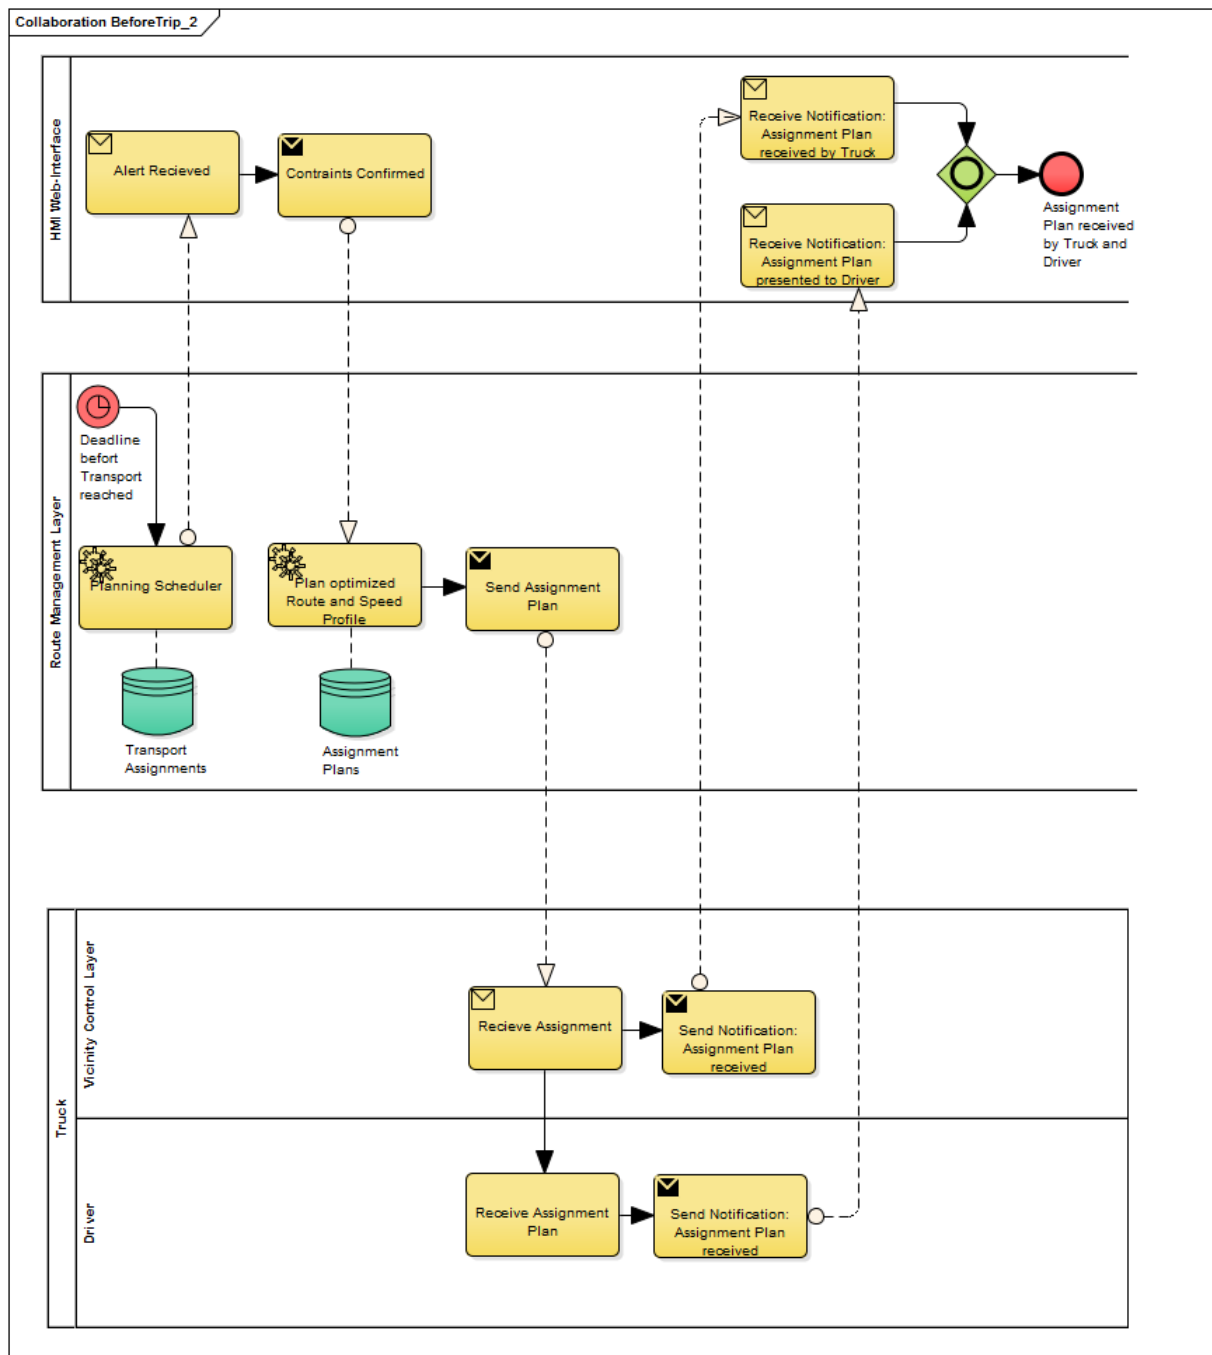 Collaboration BeforeTrip_2
HMI Web-Interface
Alert Recieved
Contraints Confirmed
Receive Notification:
Assignment Plan
received by Truck
Receive Notification:
Assignment Plan
presented to Driver
Assignment
Plan received
by Truck and
Driver
Route Management Layer
Deadline
befort
Transport
reached
Planning Scheduler
Plan optimized
Route and Speed
Profile
Send Assignment
Plan
Transport
Assignments
Assignment
Plans
Truck
Vicinity Control Layer
Recieve Assignment
Send Notification:
Assignment Plan
received
Driver
Receive Assignment
Plan
Send Notification:
Assignment Plan
received